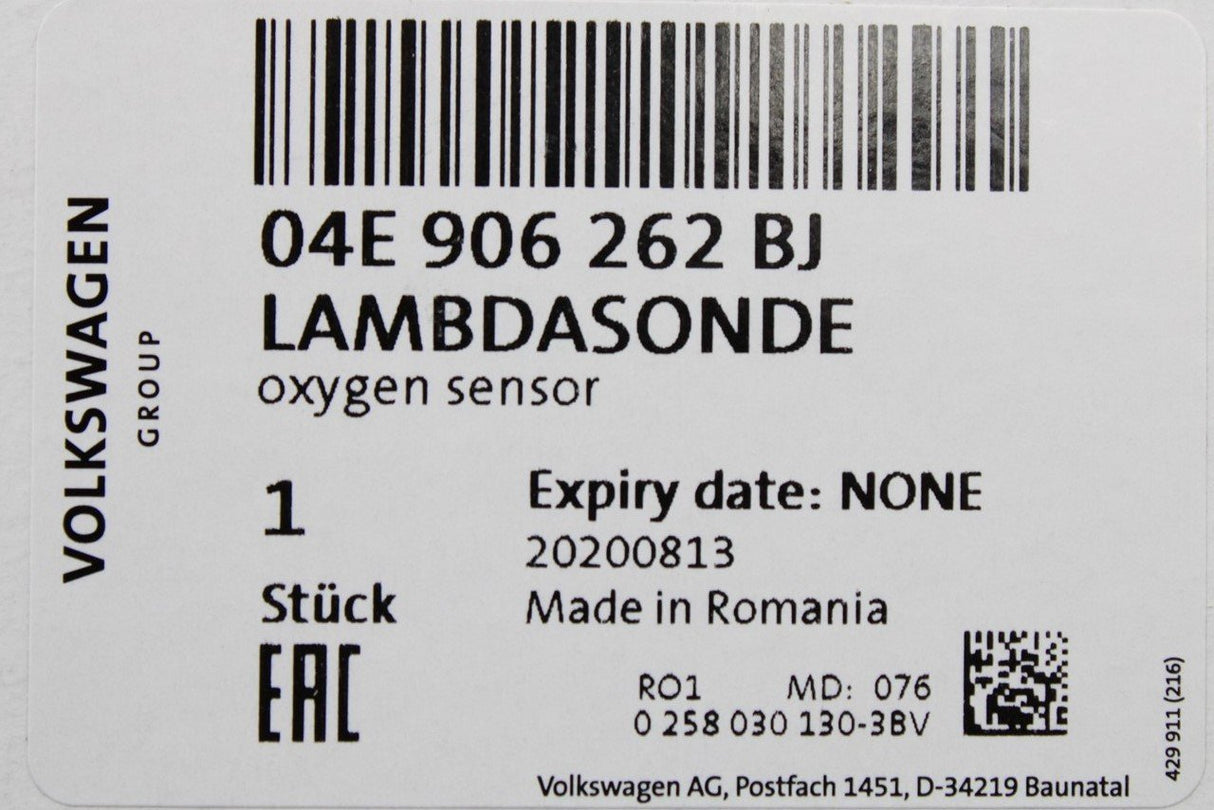 VOLKSWAGEN
GROUP
04E 906 262 BJ
LAMBDASONDE
oxygen sensor
1
Stück
Expiry date: NONE
20200813
Made in Romania
EAC
RO1 MD: 076
0 258 030 130-3BV
Volkswagen AG, Postfach 1451, D-34219 Baunatal
429 911 (216)